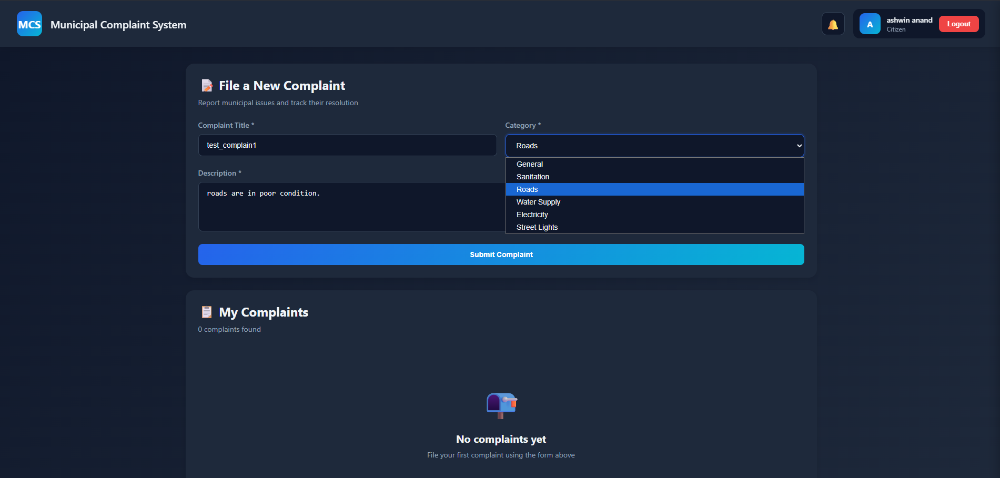 MCS
Municipal Complaint System
A
ashwin anand
Citizen
Logout
File a New Complaint
Report municipal issues and track their resolution
Complaint Title *
test_complain1
Category *
Roads
General
Sanitation
Roads
Water Supply
Electricity
Street Lights
Description *
roads are in poor condition.
Submit Complaint
My Complaints
0 complaints found
No complaints yet
File your first complaint using the form above